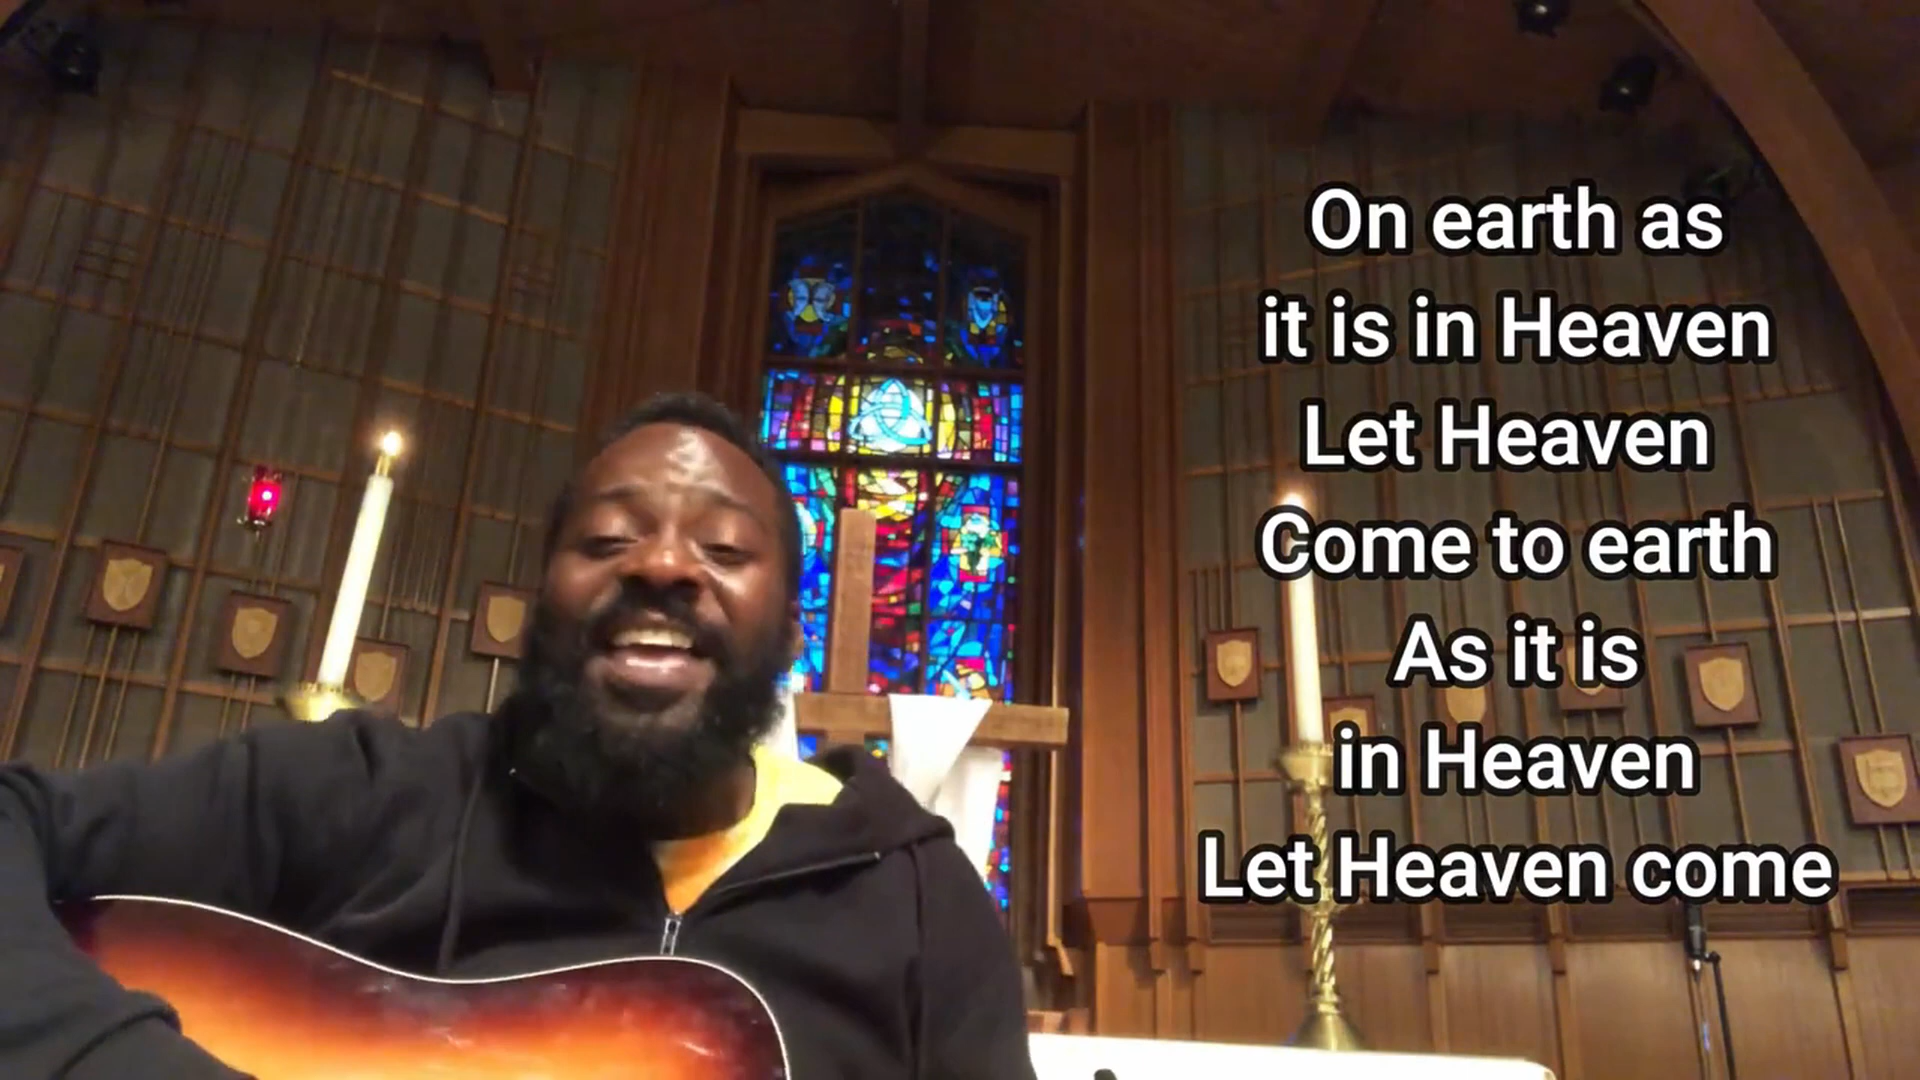 On earth as
it is in Heaven
Let Heaven
Come to earth
As it is
in Heaven
Let Heaven come